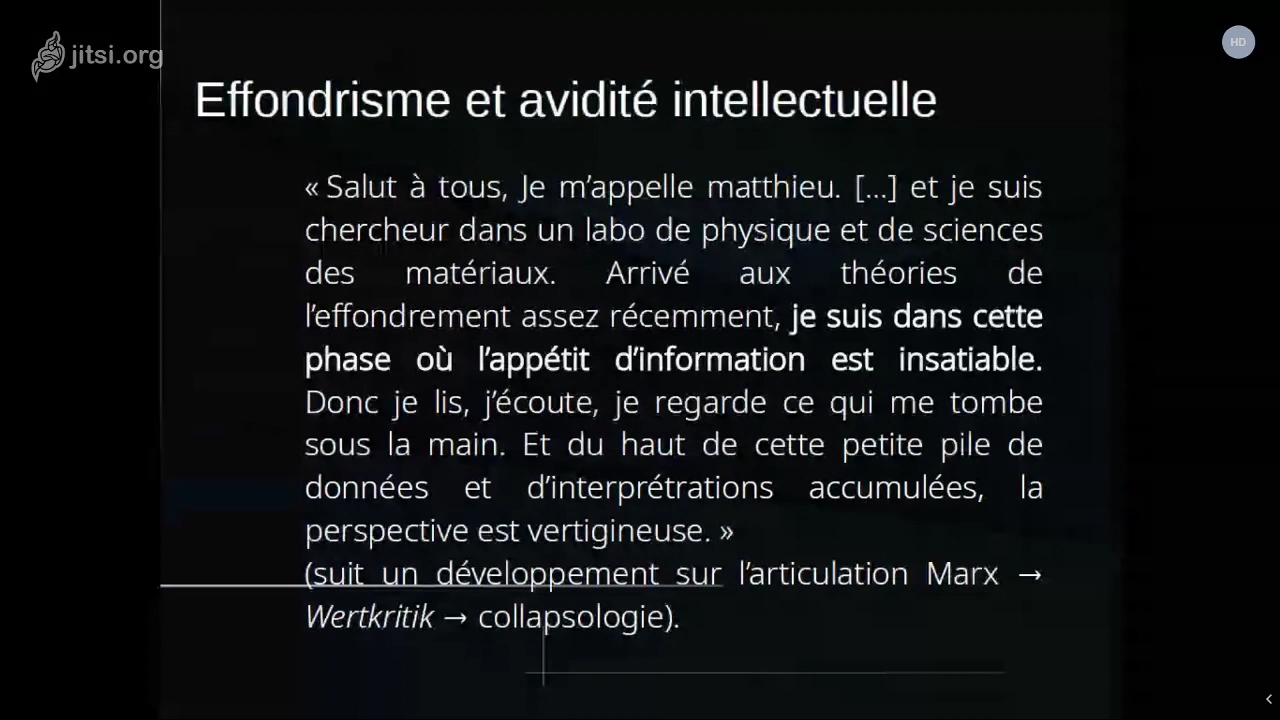 jitsi.org
HD
Effondrisme et avidité intellectuelle
« Salut à tous, Je m’appelle matthieu. [...] et je suis
chercheur dans un labo de physique et de sciences
des matériaux. Arrivé aux théories de
l’effondrement assez récemment, je suis dans cette
phase où l’appétit d’information est insatiable.
Donc je lis, j’écoute, je regarde ce qui me tombe
sous la main. Et du haut de cette petite pile de
données et d’interprétrations accumulées, la
perspective est vertigineuse. »
(suit un développement sur l’articulation Marx →
Wertkritik → collapsologie).